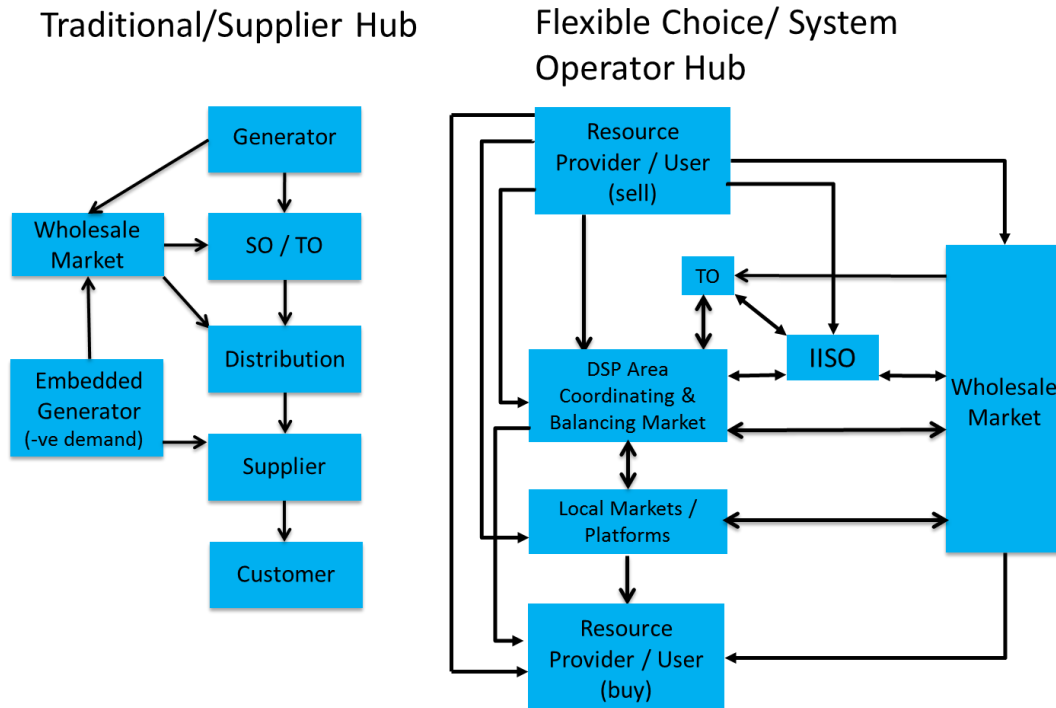 Traditional/Supplier Hub
Generator
Wholesale
Market
SO / TO
Distribution
Embedded
Generator
(-ve demand)
Supplier
Customer
Flexible Choice/ System
Operator Hub
Resource
Provider / User
(sell)
TO
IISO
DSP Area
Coordinating &
Balancing Market
Wholesale
Market
Local Markets /
Platforms
Resource
Provider / User
(buy)